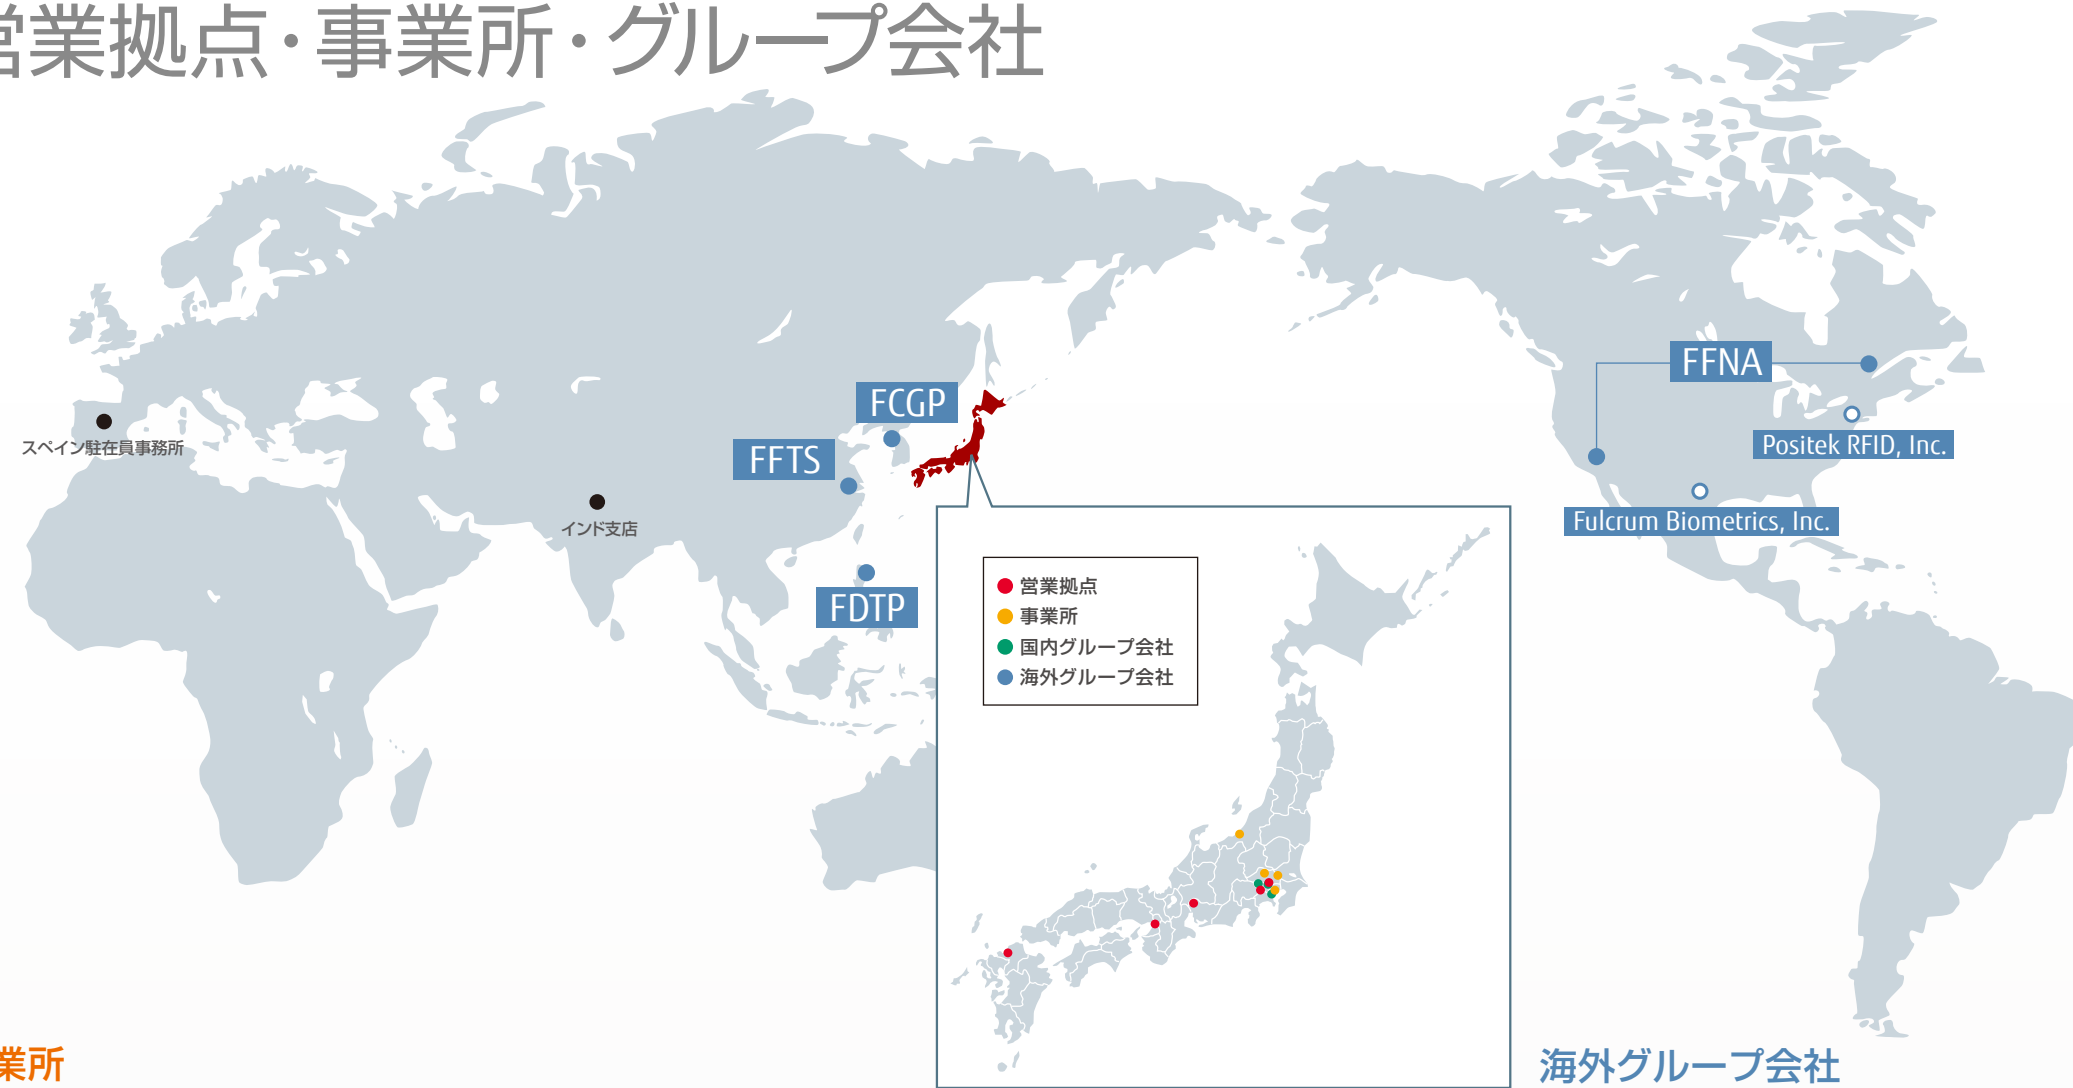 営業拠点・事業所・グループ会社
FFNA
FCGP
Positek RFID, Inc.
スペイン駐在員事務所
FFTS
Fulcrum Biometrics, Inc.
インド支店
FDTP
営業拠点
事業所
国内グループ会社
海外グループ会社
業所
海外グループ会社